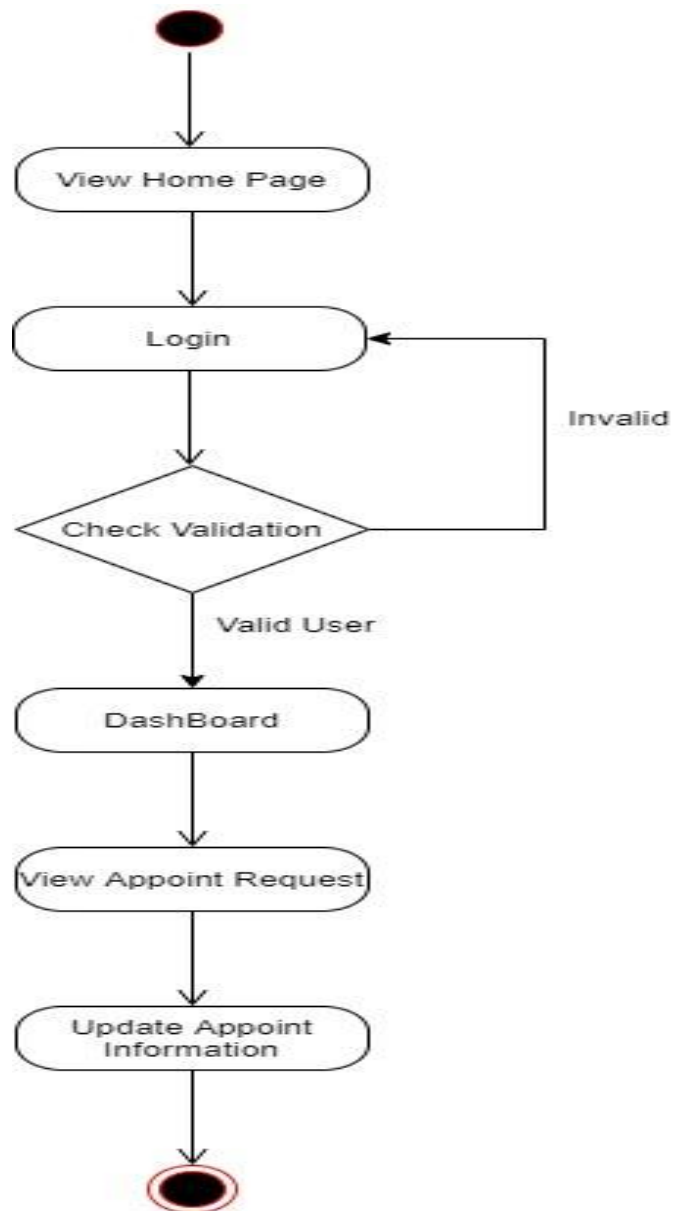 View Home Page
Login
Invalid
Check Validation
Valid User
DashBoard
View Appoint Request
Update Appoint
Information